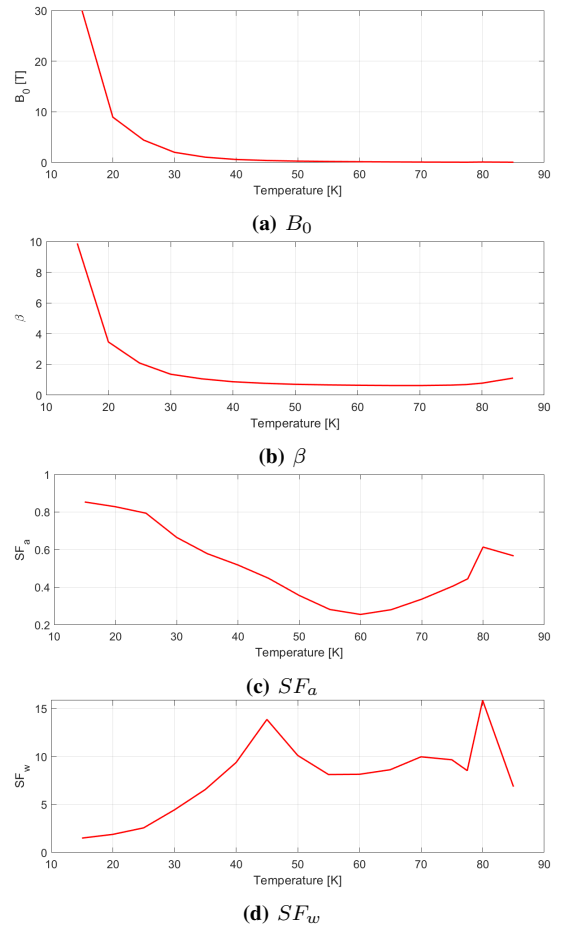 30
20
10
0
B0 [T]
10 20 30 40 50 60 70 80 90
Temperature [K]
(a) B0
10
8
6
4
2
0
β
10 20 30 40 50 60 70 80 90
Temperature [K]
(b) β
1
0.8
0.6
0.4
0.2
SFa
10 20 30 40 50 60 70 80 90
Temperature [K]
(c) SFa
15
10
5
0
SFw
10 20 30 40 50 60 70 80 90
Temperature [K]
(d) SFw